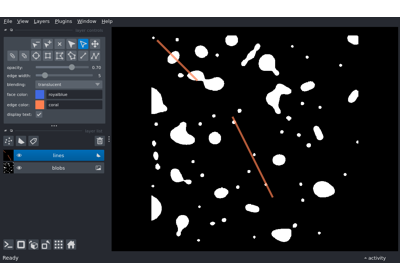 File View Layers Plugins Window Help
opacity: 0.70
edge width: 5
blending: translucent
face color: royalblue
edge color: coral
display text: ✓
lines
blobs
Ready
activity